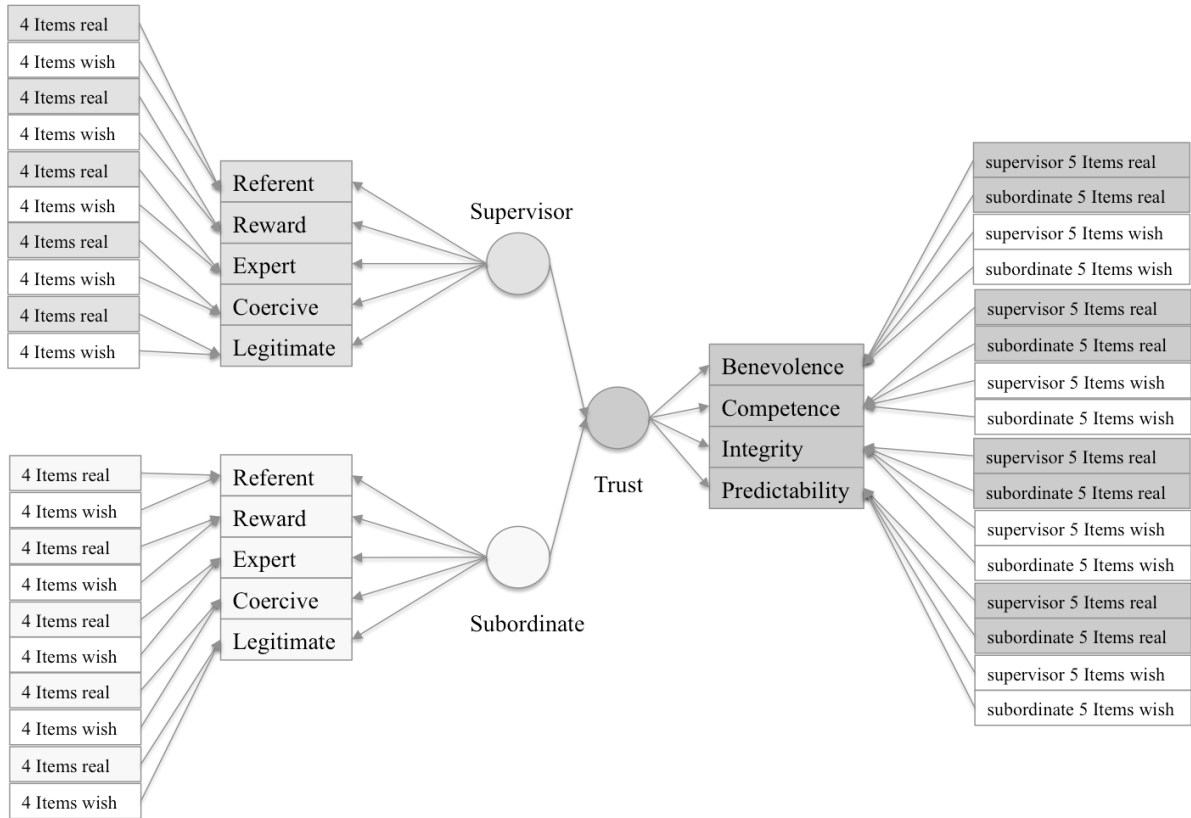 4 Items real
4 Items wish
4 Items real
4 Items wish
4 Items real
4 Items wish
4 Items real
4 Items wish
4 Items real
4 Items wish
Referent
Reward
Expert
Coercive
Legitimate
Supervisor
4 Items real
4 Items wish
4 Items real
4 Items wish
4 Items real
4 Items wish
4 Items real
4 Items wish
4 Items real
4 Items wish
Referent
Reward
Expert
Coercive
Legitimate
Subordinate
Trust
Benevolence
Competence
Integrity
Predictability
supervisor 5 Items real
subordinate 5 Items real
supervisor 5 Items wish
subordinate 5 Items wish
supervisor 5 Items real
subordinate 5 Items real
supervisor 5 Items wish
subordinate 5 Items wish
supervisor 5 Items real
subordinate 5 Items real
supervisor 5 Items wish
subordinate 5 Items wish
supervisor 5 Items real
subordinate 5 Items real
supervisor 5 Items wish
subordinate 5 Items wish